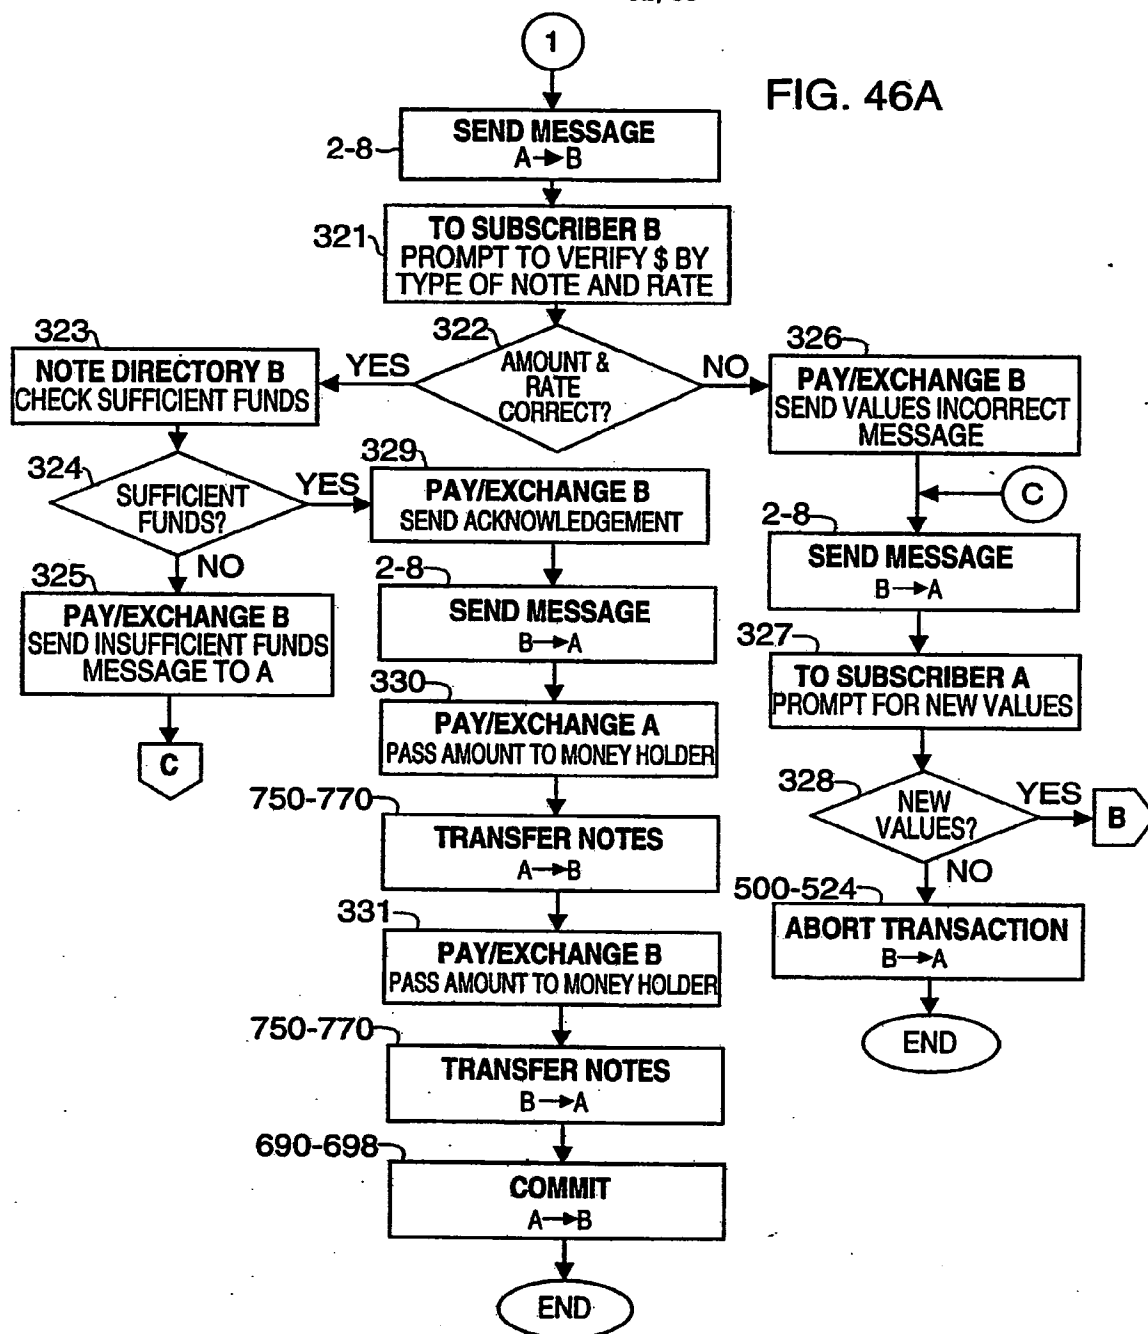 1
FIG. 46A
2-8
SEND MESSAGE
A→B
321
TO SUBSCRIBER B
PROMPT TO VERIFY $ BY
TYPE OF NOTE AND RATE
322
AMOUNT &
RATE
CORRECT?
YES
NO
323
NOTE DIRECTORY B
CHECK SUFFICIENT FUNDS
324
SUFFICIENT
FUNDS?
YES
NO
325
PAY/EXCHANGE B
SEND INSUFFICIENT FUNDS
MESSAGE TO A
C
329
PAY/EXCHANGE B
SEND ACKNOWLEDGEMENT
2-8
SEND MESSAGE
B→A
330
PAY/EXCHANGE A
PASS AMOUNT TO MONEY HOLDER
750-770
TRANSFER NOTES
A→B
331
PAY/EXCHANGE B
PASS AMOUNT TO MONEY HOLDER
750-770
TRANSFER NOTES
B→A
690-698
COMMIT
A→B
END
326
PAY/EXCHANGE B
SEND VALUES INCORRECT
MESSAGE
C
2-8
SEND MESSAGE
B→A
327
TO SUBSCRIBER A
PROMPT FOR NEW VALUES
328
NEW
VALUES?
YES
B
NO
500-524
ABORT TRANSACTION
B→A
END